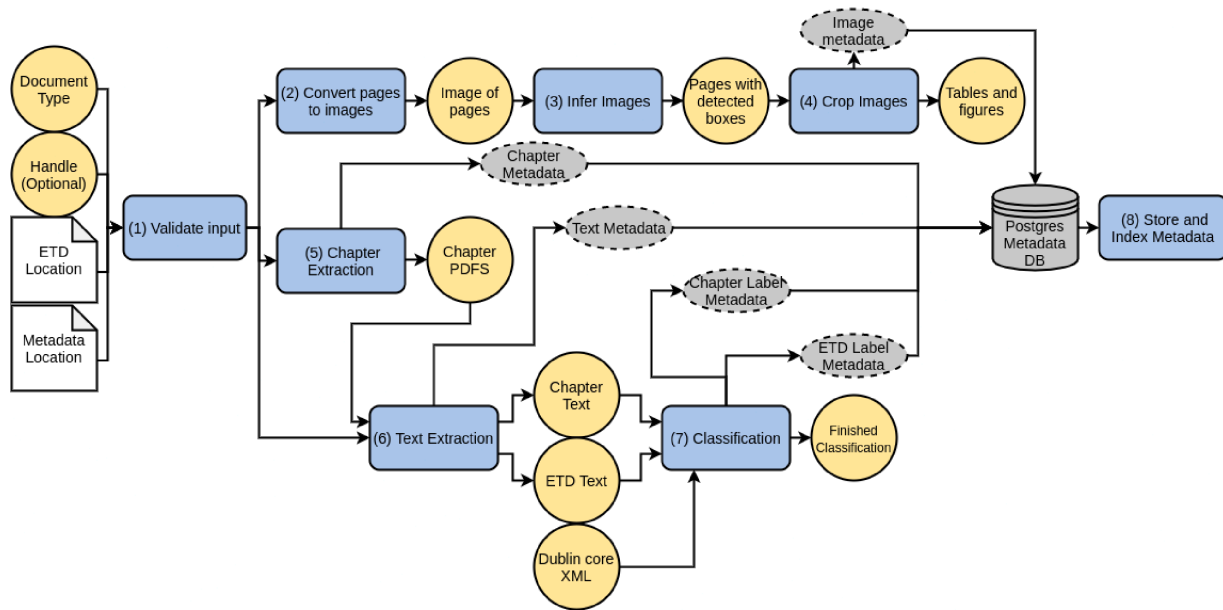 Document
Type
Handle
(Optional)
ETD
Location
Metadata
Location
(1) Validate input
(2) Convert pages
to images
Image of
pages
(3) Infer Images
Pages with
detected
boxes
(4) Crop Images
Image
metadata
Tables and
figures
Chapter
Metadata
(5) Chapter
Extraction
Chapter
PDFS
Text Metadata
Chapter Label
Metadata
ETD Label
Metadata
Postgres
Metadata
DB
(8) Store and
Index Metadata
(6) Text Extraction
Chapter
Text
ETD Text
Dublin core
XML
(7) Classification
Finished
Classification